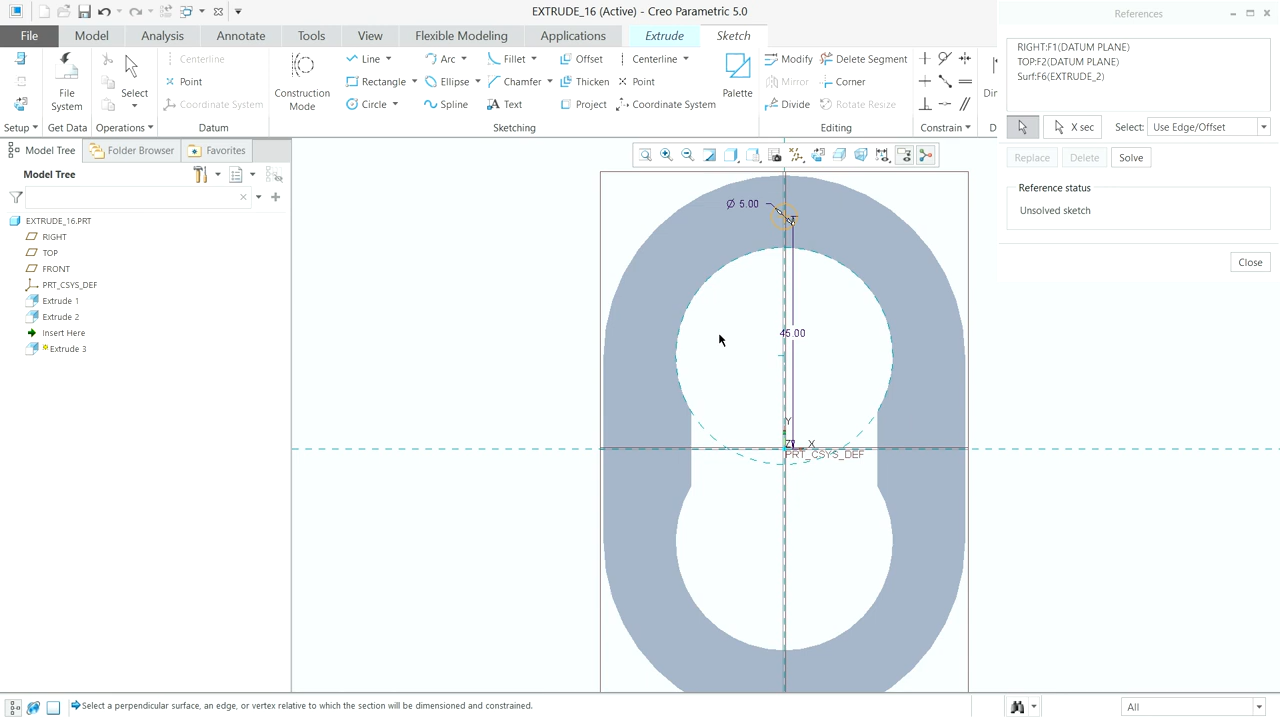 EXTRUDE_16 (Active) - Creo Parametric 5.0
References
File Model Analysis Annotate Tools View Flexible Modeling Applications Extrude Sketch
RIGHT:F1(DATUM PLANE)
TOP:F2(DATUM PLANE)
Surf:F6(EXTRUDE_2)
File
System
Select
Centerline
Point
Coordinate System
Construction
Mode
Line Arc Fillet Offset Centerline
Rectangle Ellipse Chamfer Thicken Point
Circle Spline Text Project Coordinate System
Palette
Modify Delete Segment
Mirror Corner
Divide Rotate Resize
Dir
Setup Get Data Operations Datum Sketching Editing Constrain D
X sec Select: Use Edge/Offset
Replace Delete Solve
Reference status
Unsolved sketch
Close
Model Tree Folder Browser Favorites
Model Tree
EXTRUDE_16.PRT
RIGHT
TOP
FRONT
PRT_CSYS_DEF
Extrude 1
Extrude 2
Insert Here
Extrude 3
Ø 5.00
45.00
Y
Z X
PRT_CSYS_DEF
Select a perpendicular surface, an edge, or vertex relative to which the section will be dimensioned and constrained.
All